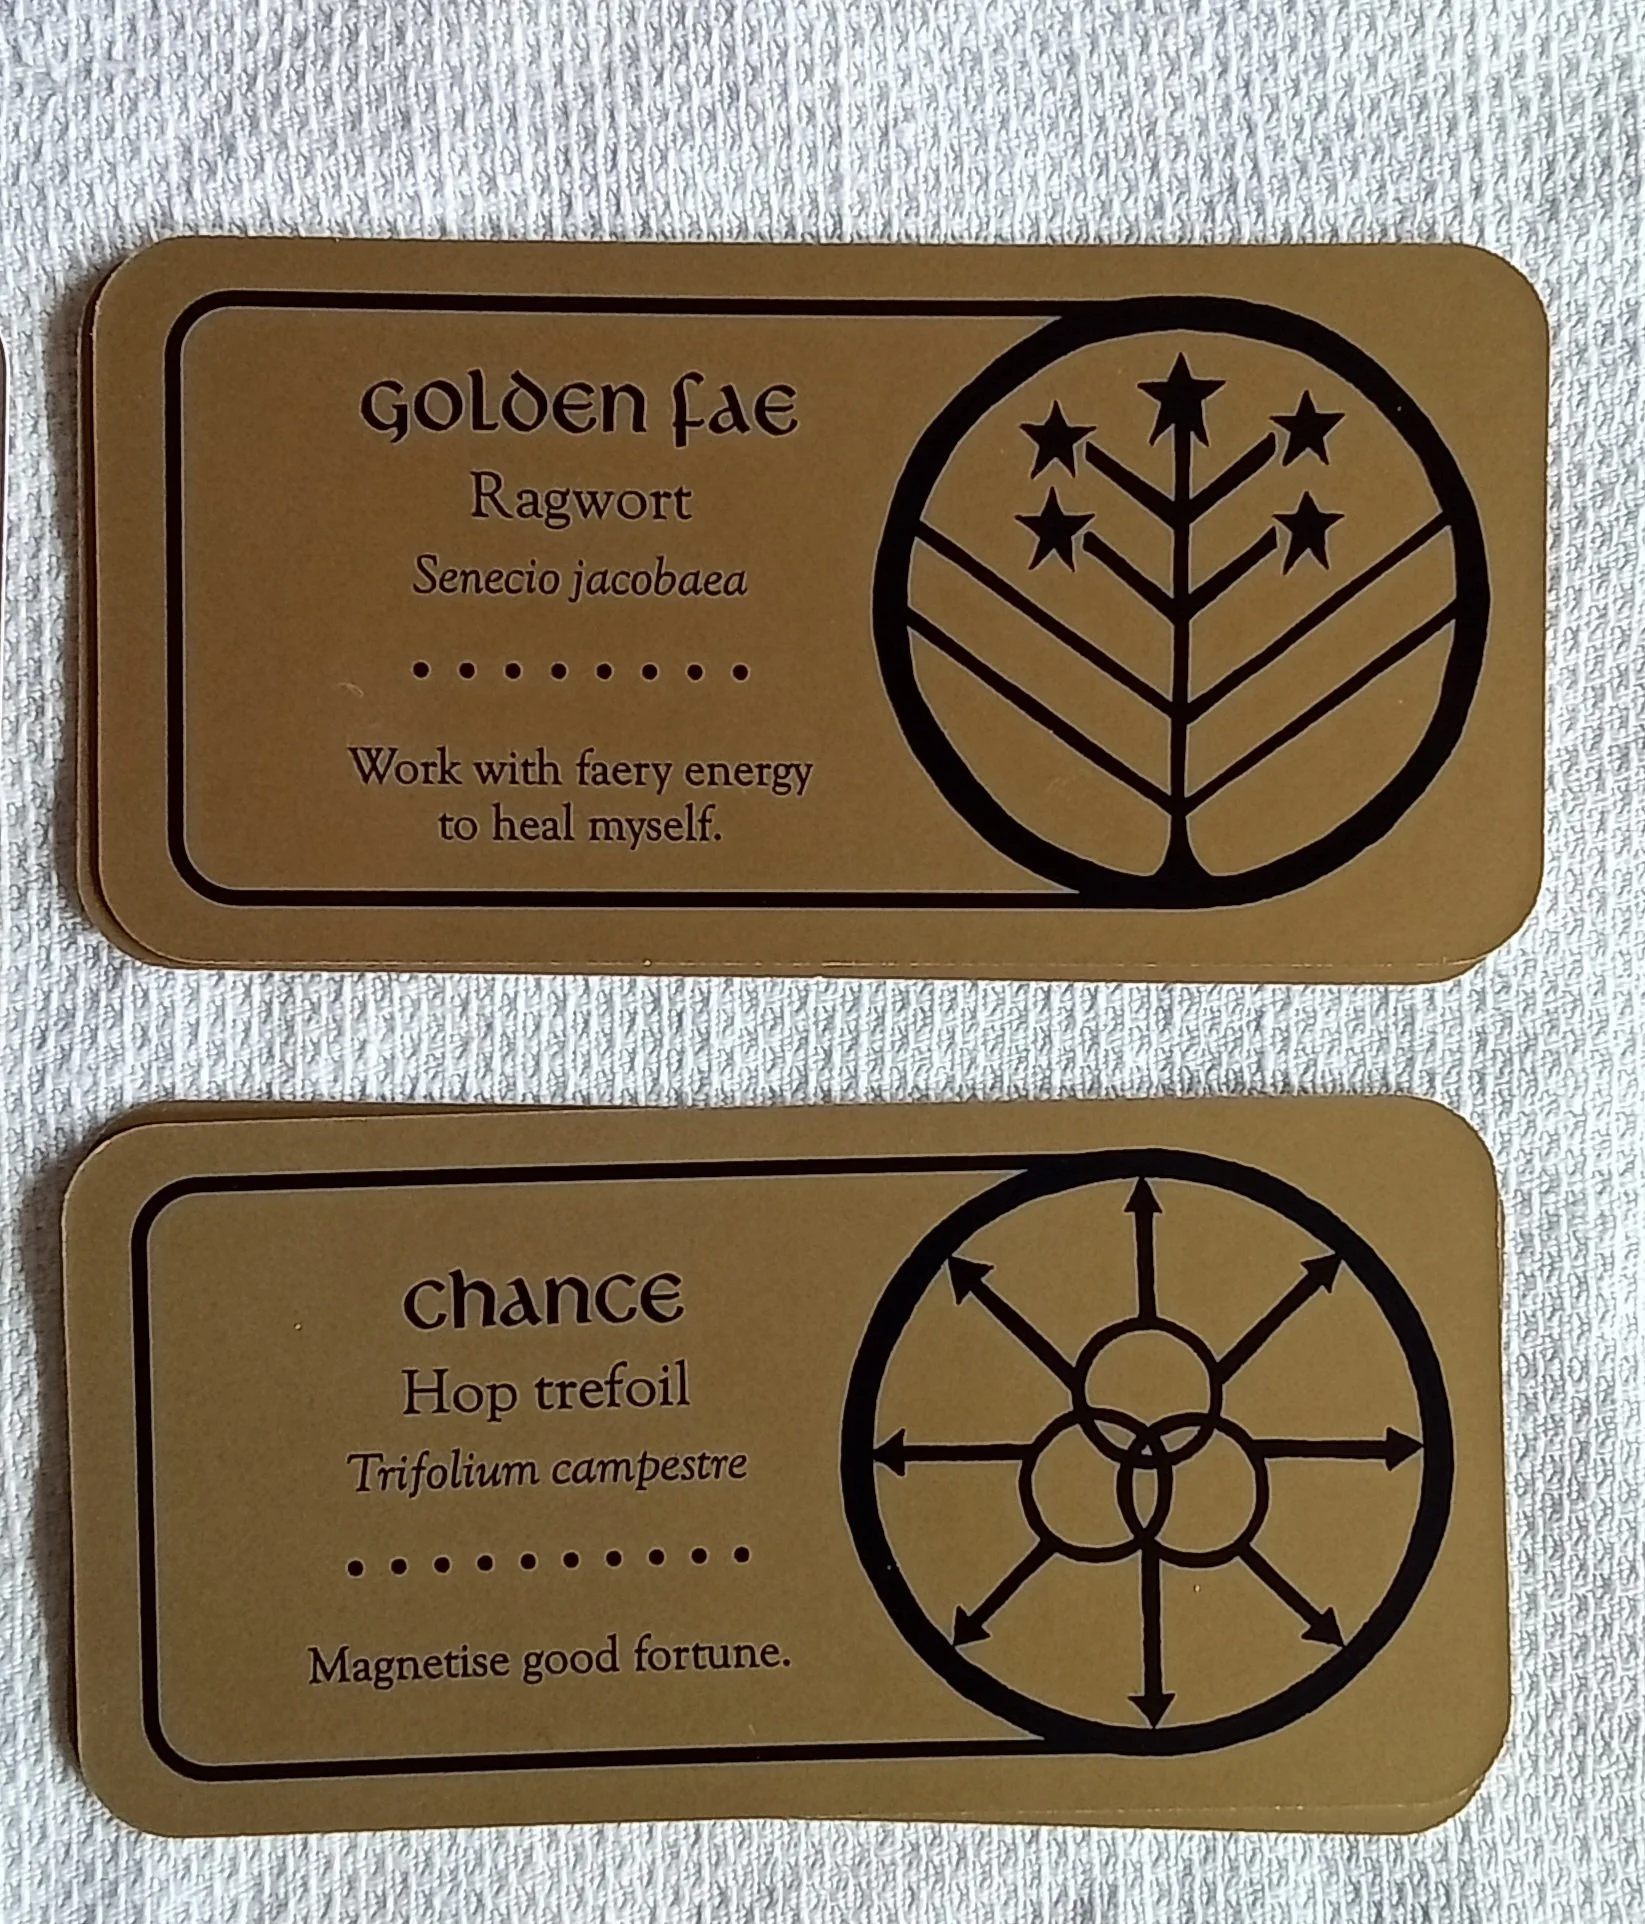 Golden Fae
Ragwort
Senecio jacobaea
Work with faery energy
to heal myself.
Chance
Hop trefoil
Trifolium campestre
Magnetise good fortune.